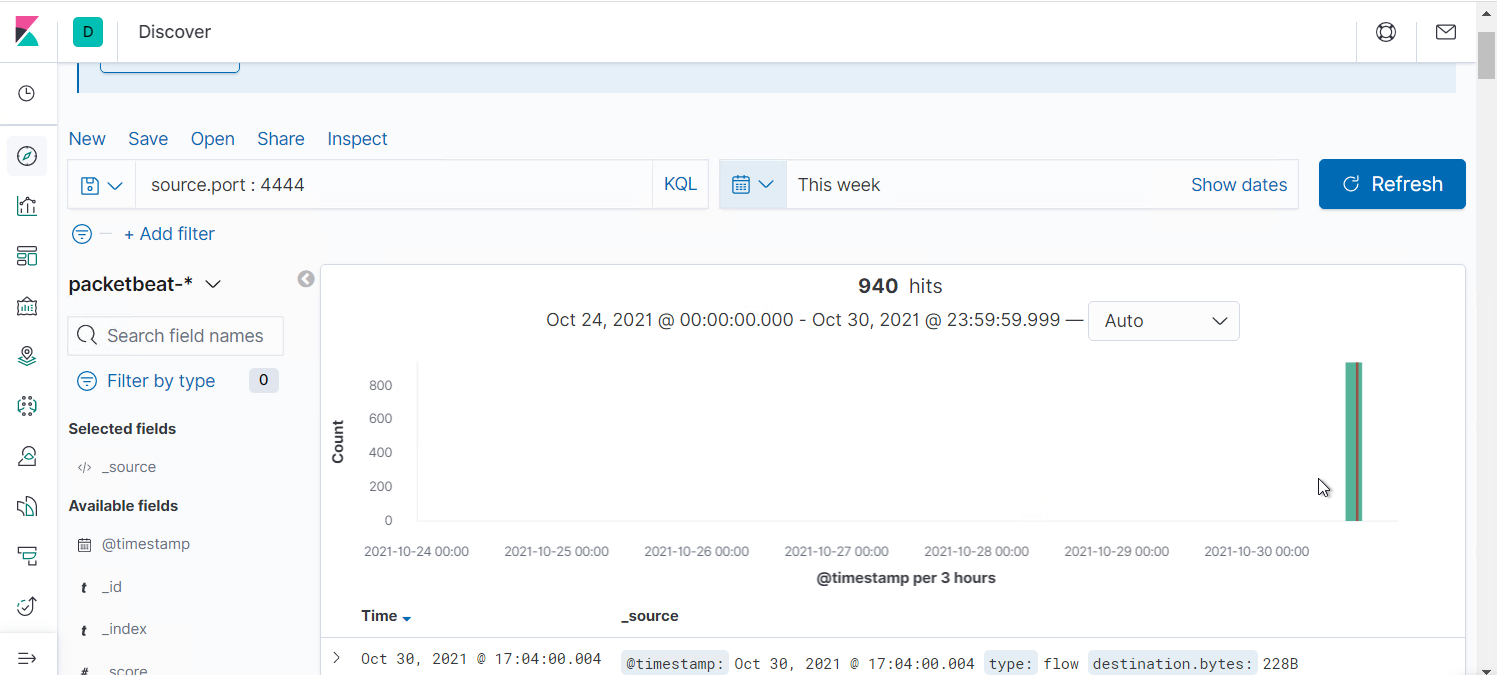 D Discover
New Save Open Share Inspect
source.port : 4444 KQL This week Show dates Refresh
+ Add filter
packetbeat-*
Search field names
Filter by type 0
Selected fields
</> _source
Available fields
@timestamp
t _id
t _index
# _score
940 hits
Oct 24, 2021 @ 00:00:00.000 - Oct 30, 2021 @ 23:59:59.999 — Auto
Count
800
600
400
200
0
2021-10-24 00:00 2021-10-25 00:00 2021-10-26 00:00 2021-10-27 00:00 2021-10-28 00:00 2021-10-29 00:00 2021-10-30 00:00
@timestamp per 3 hours
Time _source
Oct 30, 2021 @ 17:04:00.004 @timestamp: Oct 30, 2021 @ 17:04:00.004 type: flow destination.bytes: 228B